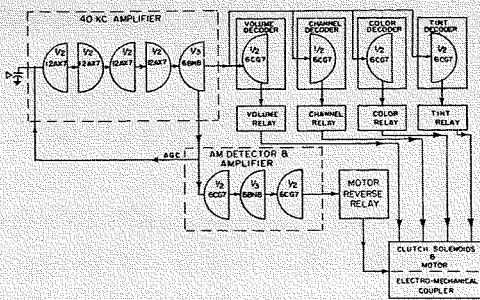 40 KC AMPLIFIER
VOLUME DECODER
CHANNEL DECODER
COLOR DECODER
TINT DECODER
1/2 12AX7
1/2 12AX7
1/2 12AX7
1/2 12AX7
1/3 6BN8
1/2 6CG7
1/2 6CG7
1/2 6CG7
1/2 6CG7
VOLUME RELAY
CHANNEL RELAY
COLOR RELAY
TINT RELAY
AGC
AM DETECTOR &
AMPLIFIER
1/2 6CG7
1/3 6BN8
1/2 6CG7
MOTOR
REVERSE
RELAY
CLUTCH SOLENOIDS
&
MOTOR
ELECTRO-MECHANICAL
COUPLER